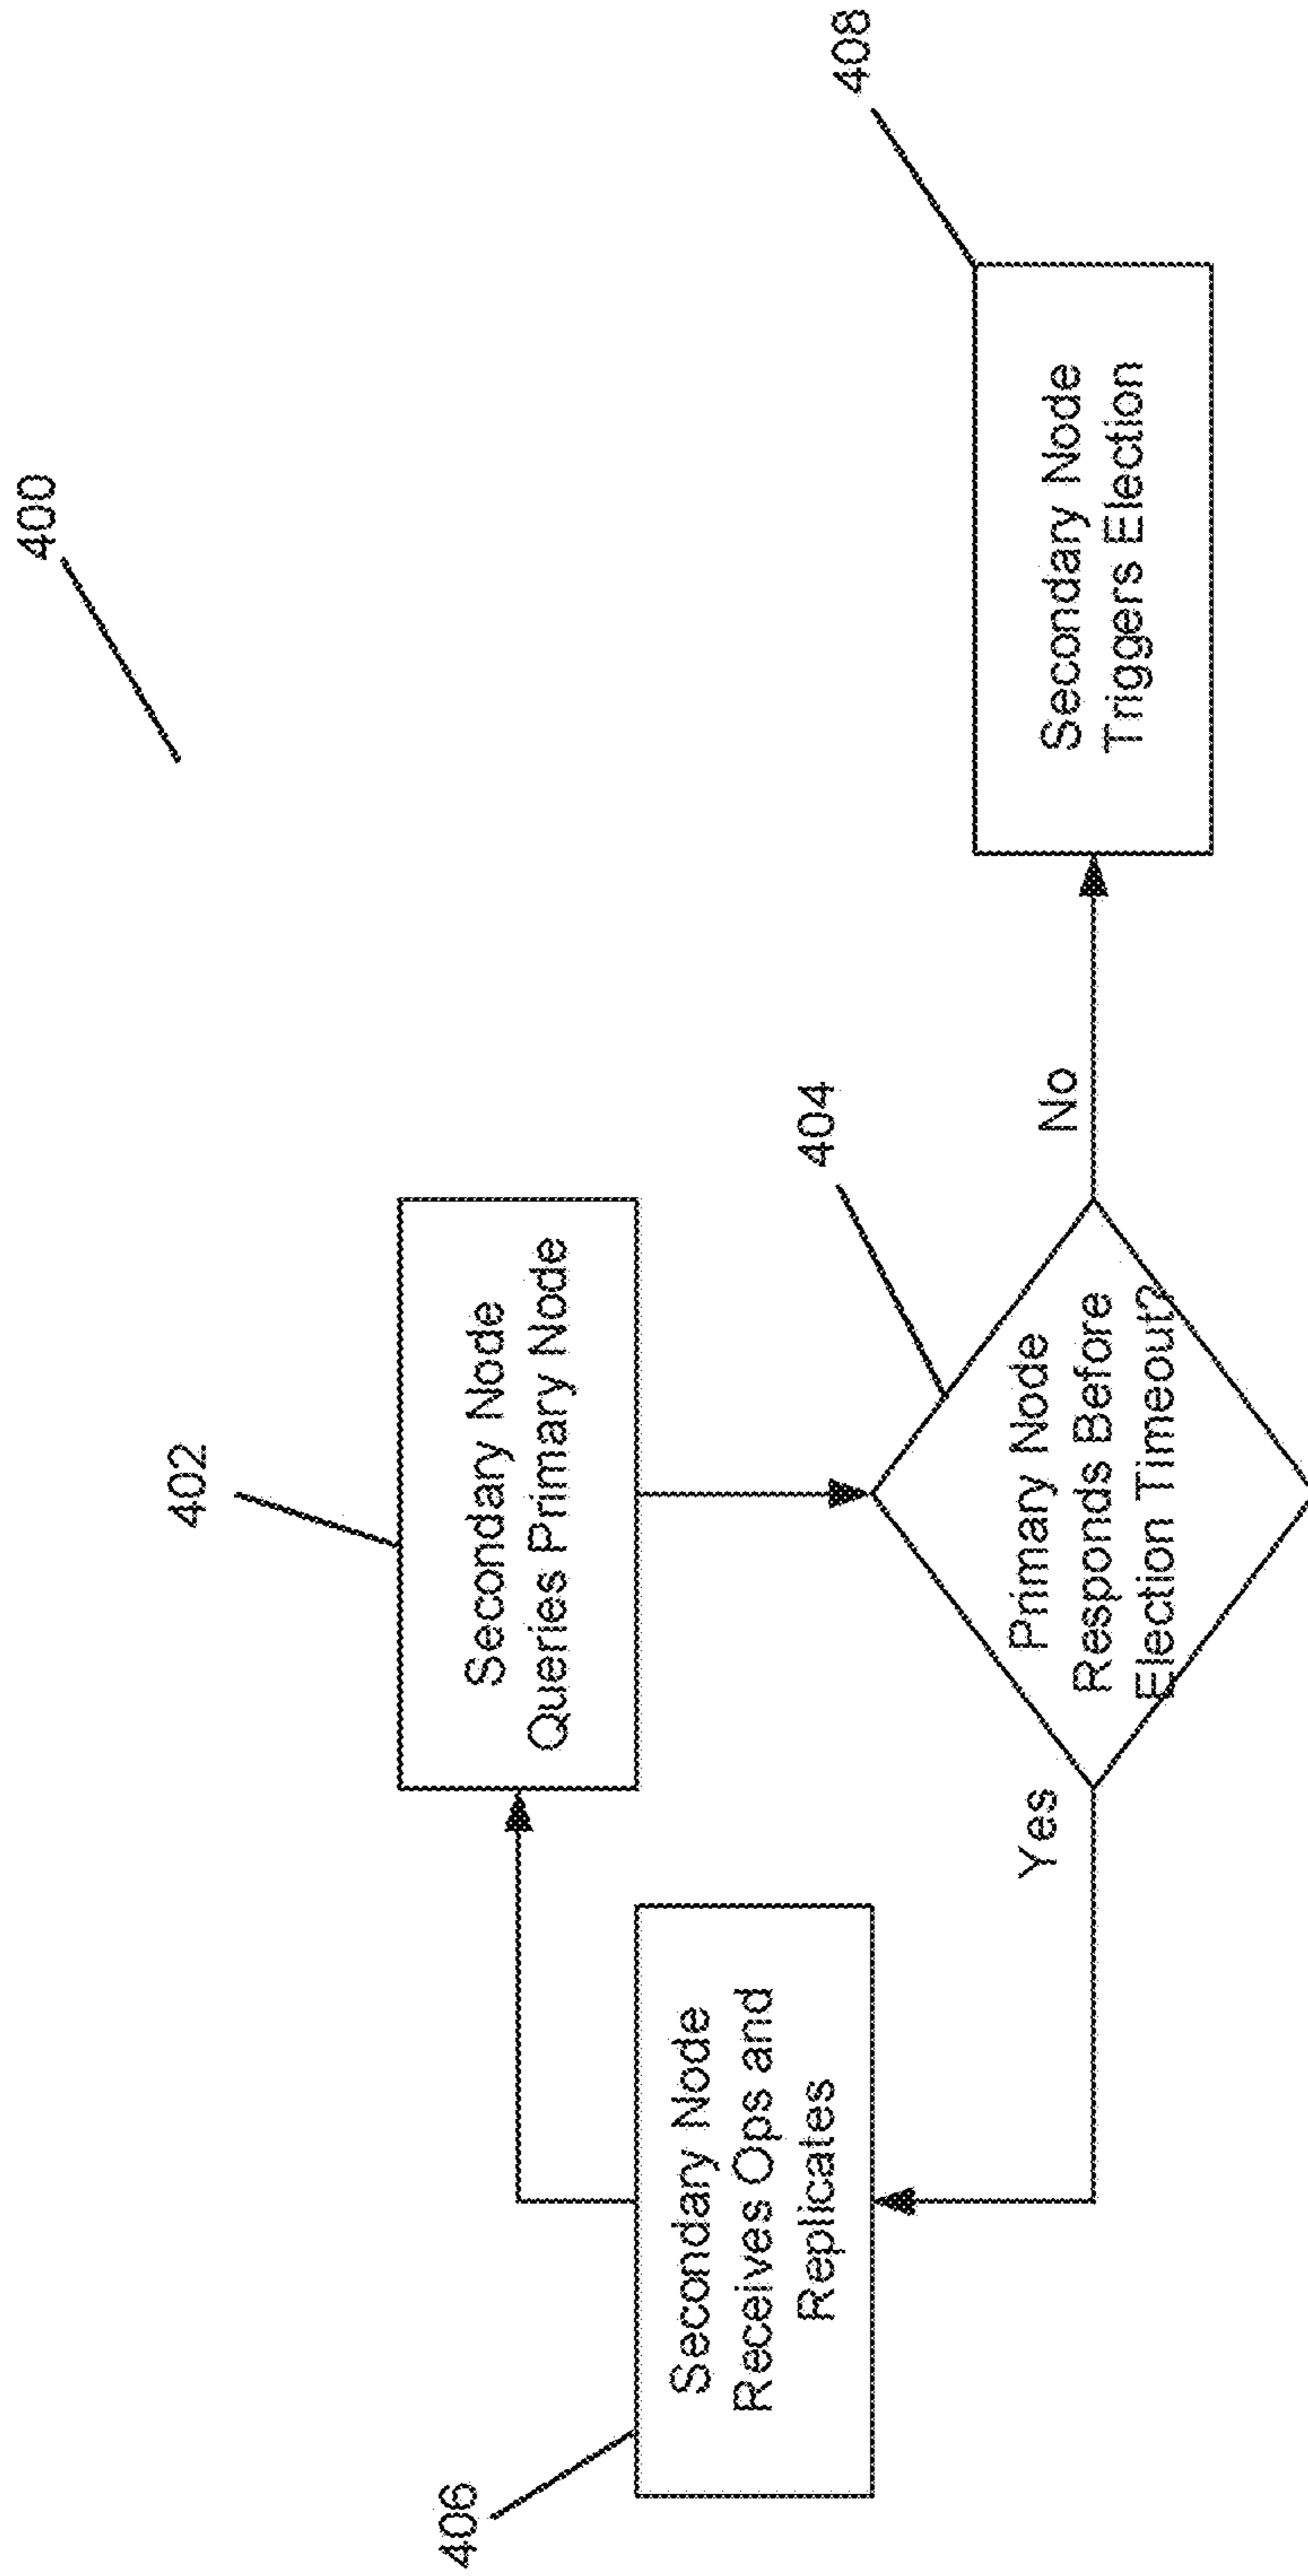 400
402
Secondary Node
Queries Primary Node
406
Secondary Node
Receives Ops and
Replicates
404
Primary Node
Responds Before
Election Timeout?
Yes
No
408
Secondary Node
Triggers Election